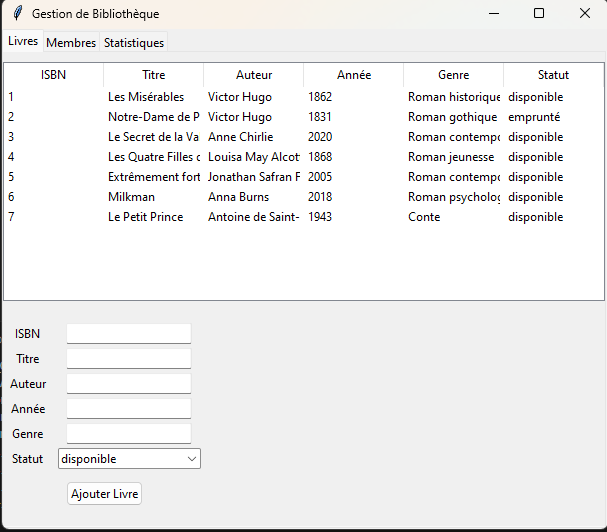 Gestion de Bibliothèque
Livres Membres Statistiques
ISBN Titre Auteur Année Genre Statut
1 Les Misérables Victor Hugo 1862 Roman historique disponible
2 Notre-Dame de P Victor Hugo 1831 Roman gothique emprunté
3 Le Secret de la Va Anne Chirlie 2020 Roman contempo disponible
4 Les Quatre Filles d Louisa May Alcot 1868 Roman jeunesse disponible
5 Extrêmement fort Jonathan Safran F 2005 Roman contempo disponible
6 Milkman Anna Burns 2018 Roman psycholog disponible
7 Le Petit Prince Antoine de Saint- 1943 Conte disponible
ISBN
Titre
Auteur
Année
Genre
Statut disponible
Ajouter Livre